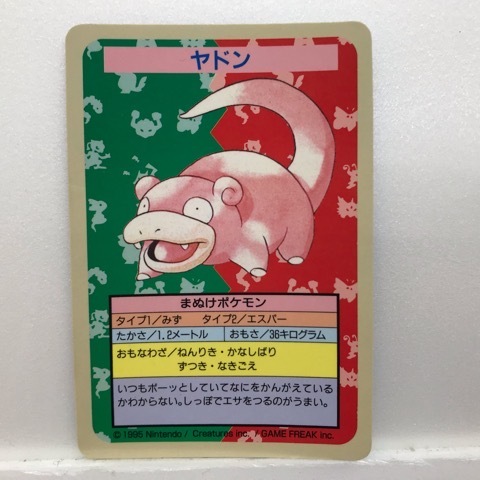 ヤドン
まぬけポケモン
タイプ1／みず　タイプ2／エスパー
たかさ／1.2メートル　おもさ／36キログラム
おもなわざ／ねんりき・かなしばり
ずつき・なきごえ
いつもボーッとしていてなにをかんがえている
かわからない。しっぽでエサをつるのがうまい。
© 1995 Nintendo / Creatures inc. / GAME FREAK inc.